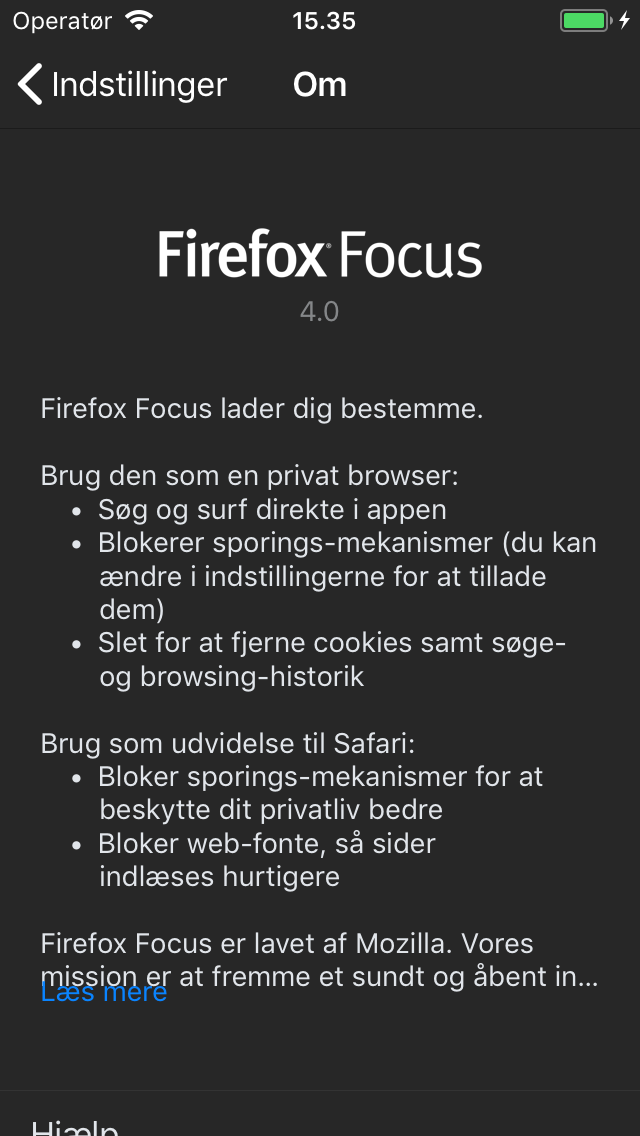 Operatør 15.35
Indstillinger Om
Firefox Focus
4.0
Firefox Focus lader dig bestemme.
Brug den som en privat browser:
• Søg og surf direkte i appen
• Blokerer sporings-mekanismer (du kan
ændre i indstillingerne for at tillade
dem)
• Slet for at fjerne cookies samt søge-
og browsing-historik
Brug som udvidelse til Safari:
• Bloker sporings-mekanismer for at
beskytte dit privatliv bedre
• Bloker web-fonte, så sider
indlæses hurtigere
Firefox Focus er lavet af Mozilla. Vores
mission er at fremme et sundt og åbent in...
Læs mere
Hjælp